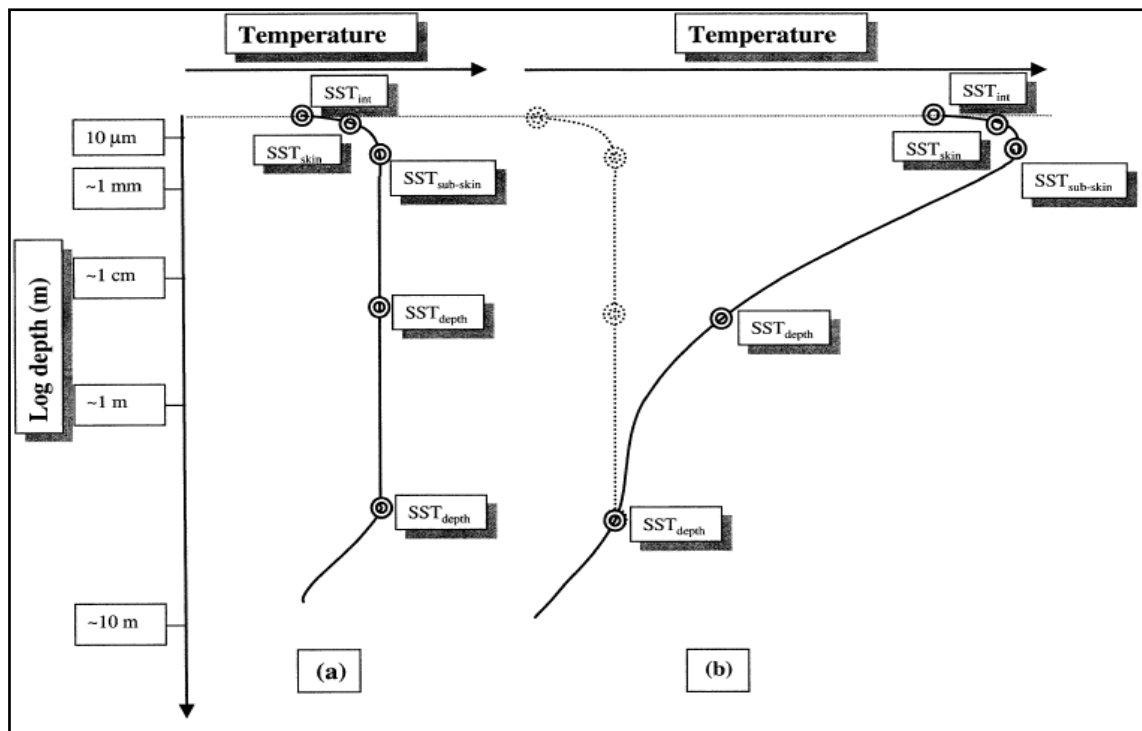 Temperature
Temperature
SST_int
SST_int
10 μm
SST_skin
SST_skin
SST_sub-skin
SST_sub-skin
~1 mm
~1 cm
Log depth (m)
SST_depth
SST_depth
~1 m
SST_depth
SST_depth
~10 m
(a)
(b)